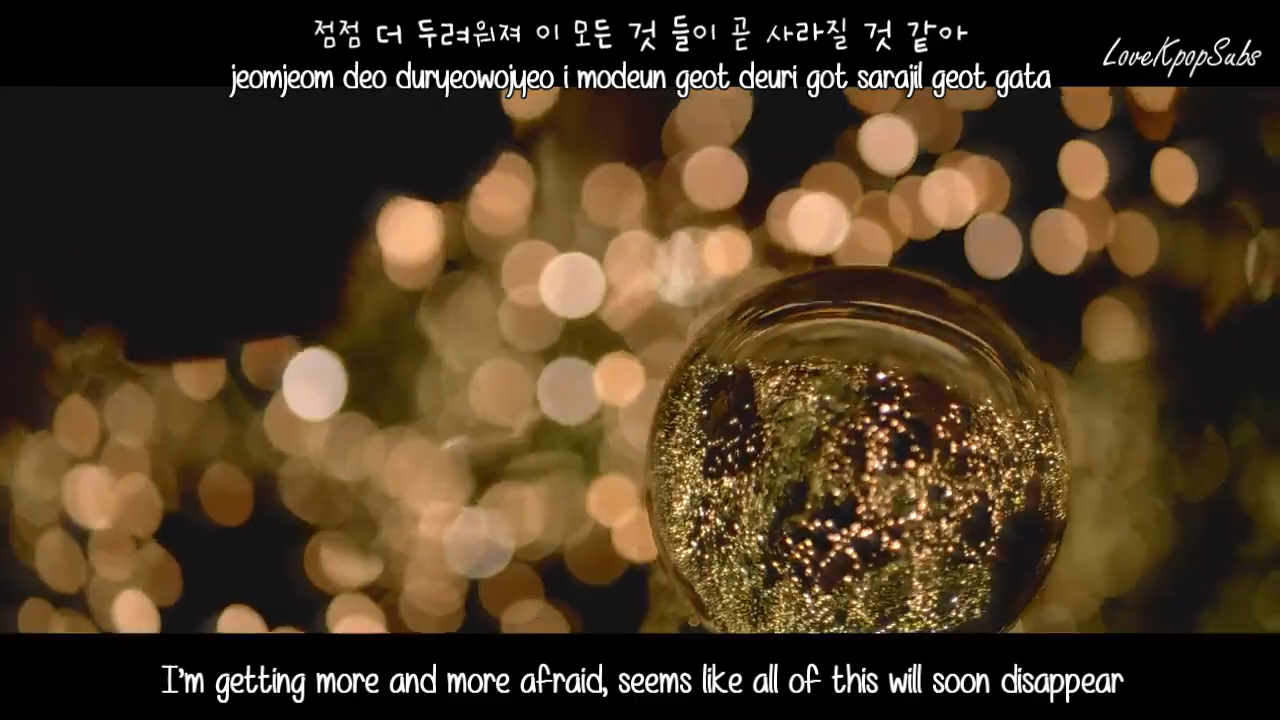 점점 더 두려워져 이 모든 것 들이 곧 사라질 것 같아
LoveKpopSubs
jeomjeom deo duryeowojyeo i modeun geot deuri got sarajil geot gata
I'm getting more and more afraid, seems like all of this will soon disappear